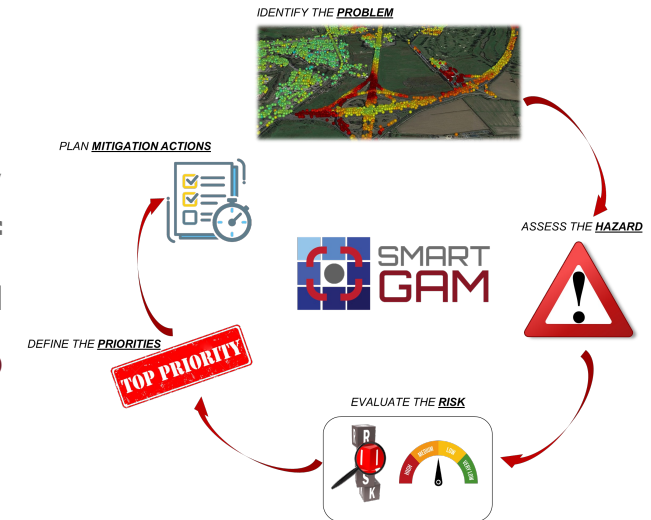 IDENTIFY THE PROBLEM
PLAN MITIGATION ACTIONS
ASSESS THE HAZARD
SMART
GAM
DEFINE THE PRIORITIES
TOP PRIORITY
EVALUATE THE RISK
R
I
S
K
HIGH
MEDIUM
LOW
VERY LOW